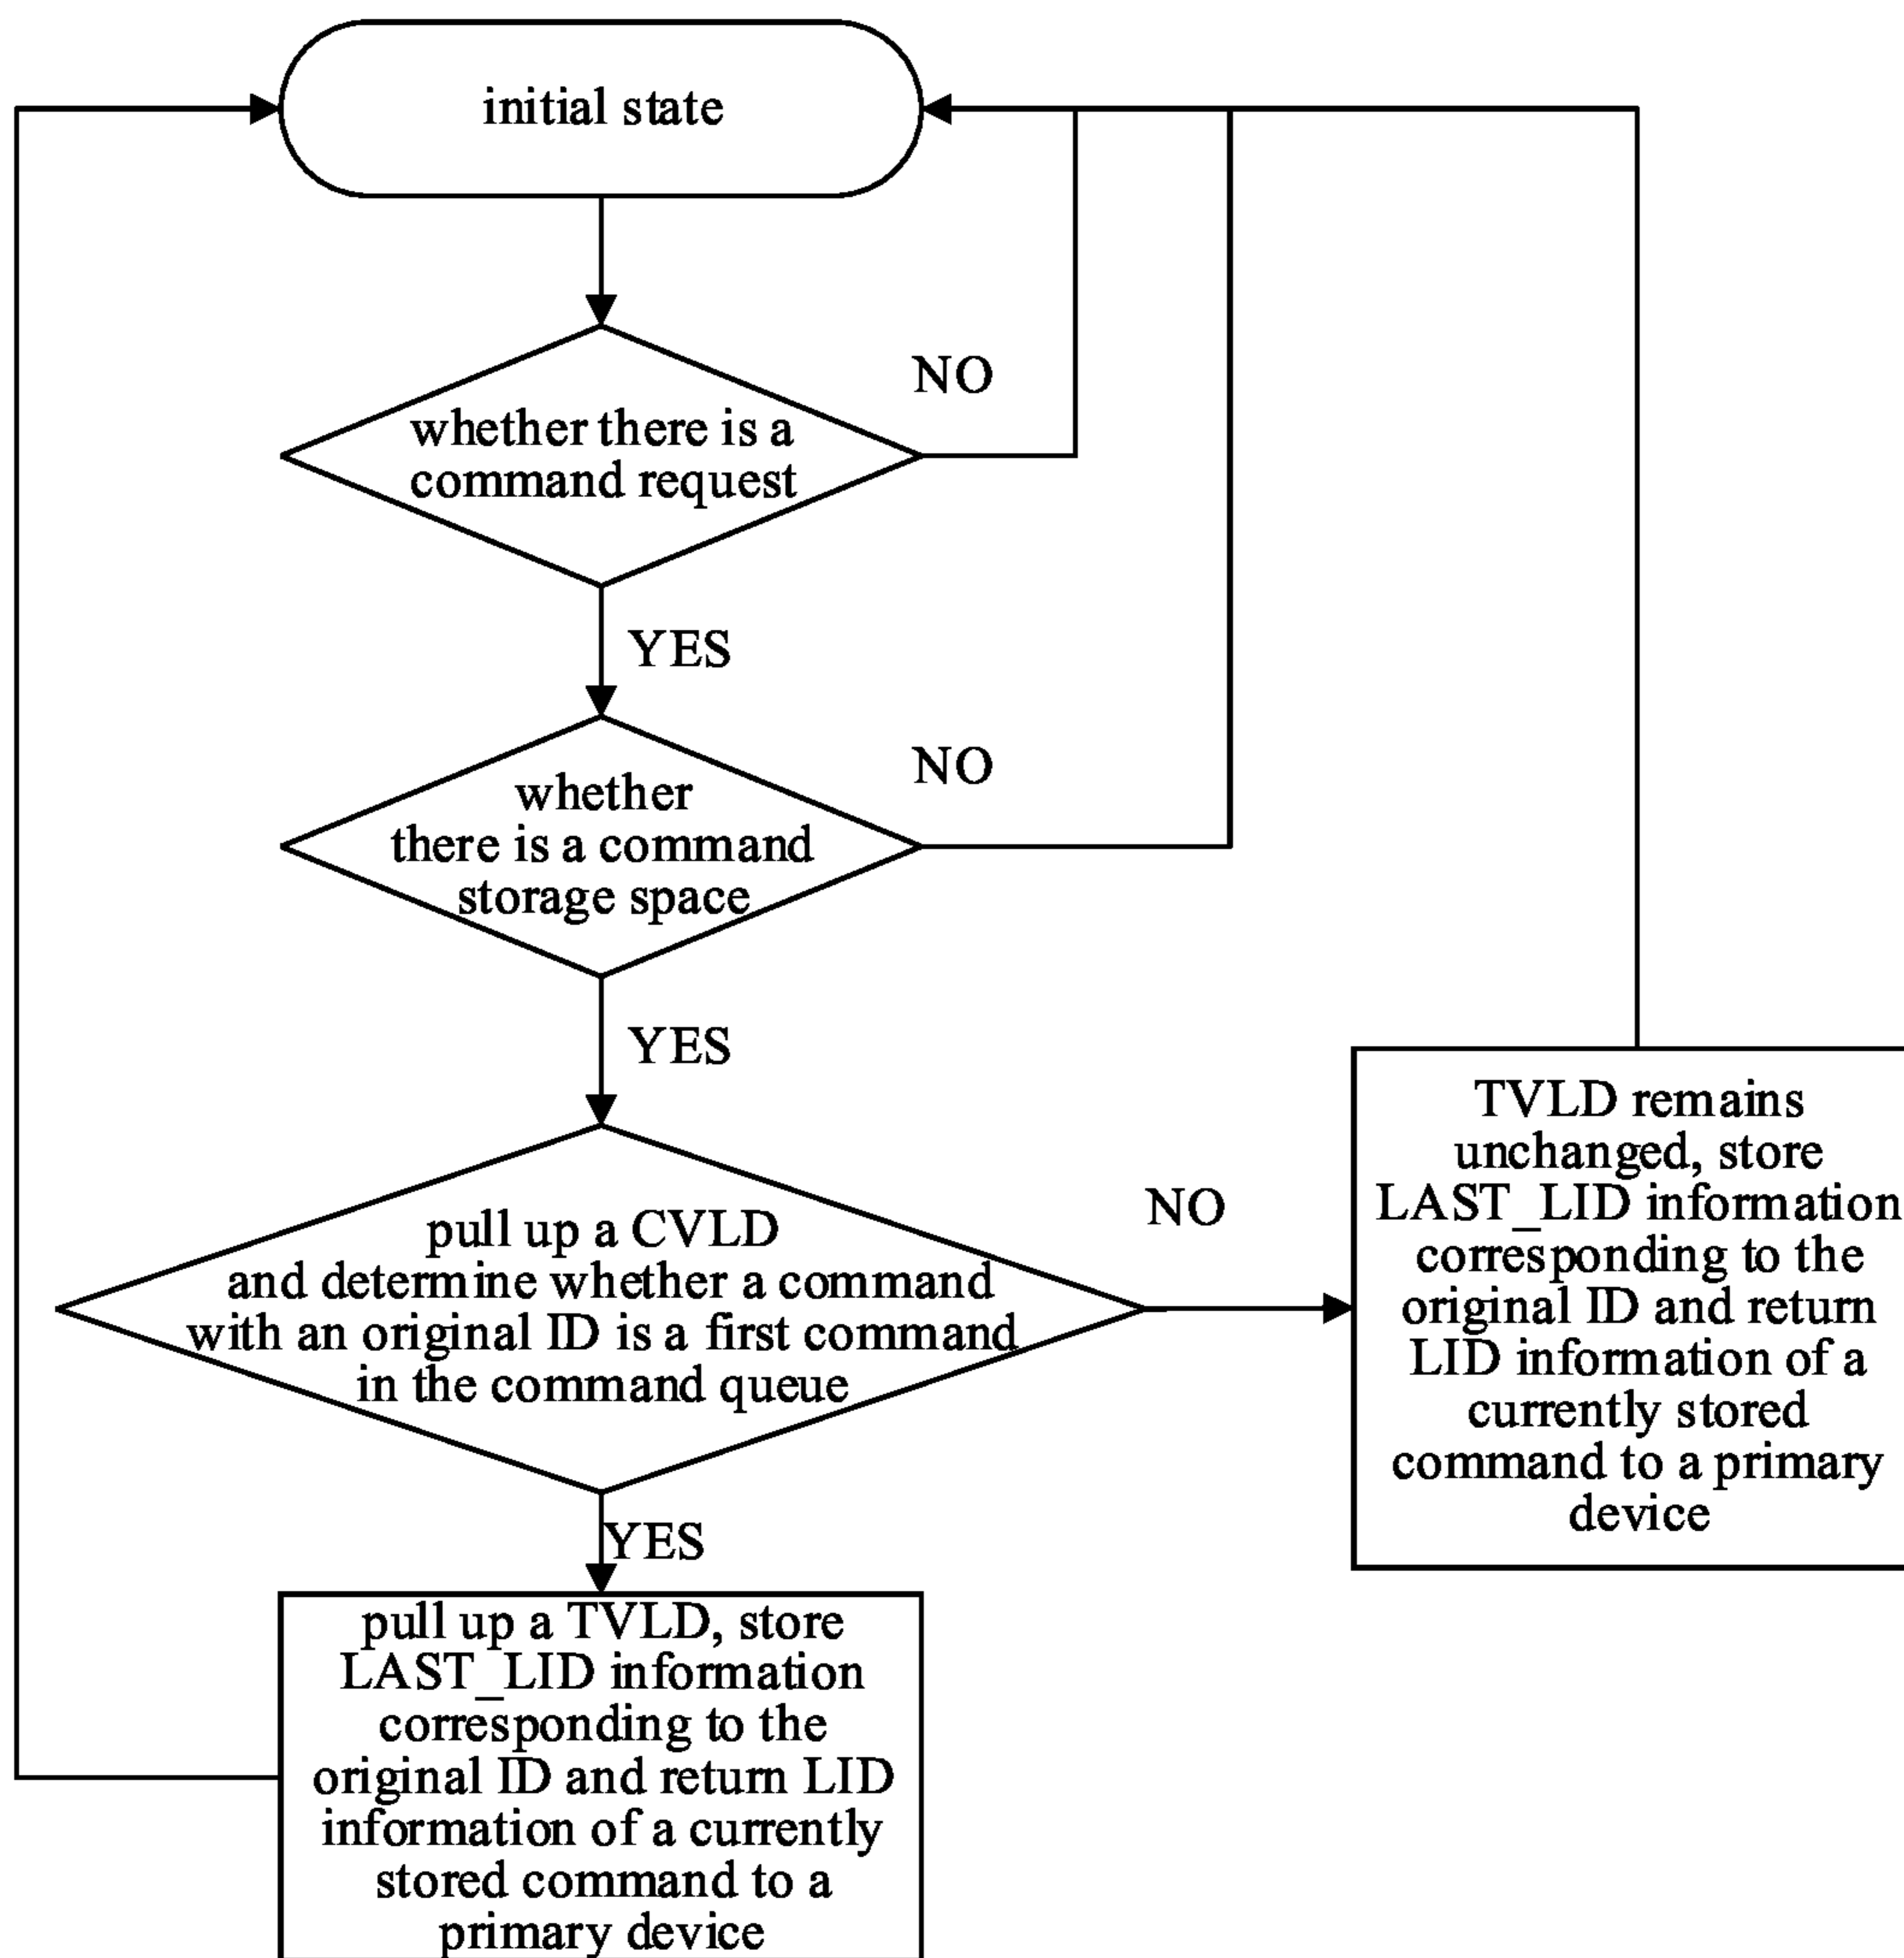 initial state
NO
whether there is a
command request
YES
NO
whether
there is a command
storage space
YES
NO
pull up a CVLD
and determine whether a command
with an original ID is a first command
in the command queue
TVLD remains
unchanged, store
LAST_LID information
corresponding to the
original ID and return
LID information of a
currently stored
command to a primary
device
YES
pull up a TVLD, store
LAST_LID information
corresponding to the
original ID and return LID
information of a currently
stored command to a
primary device